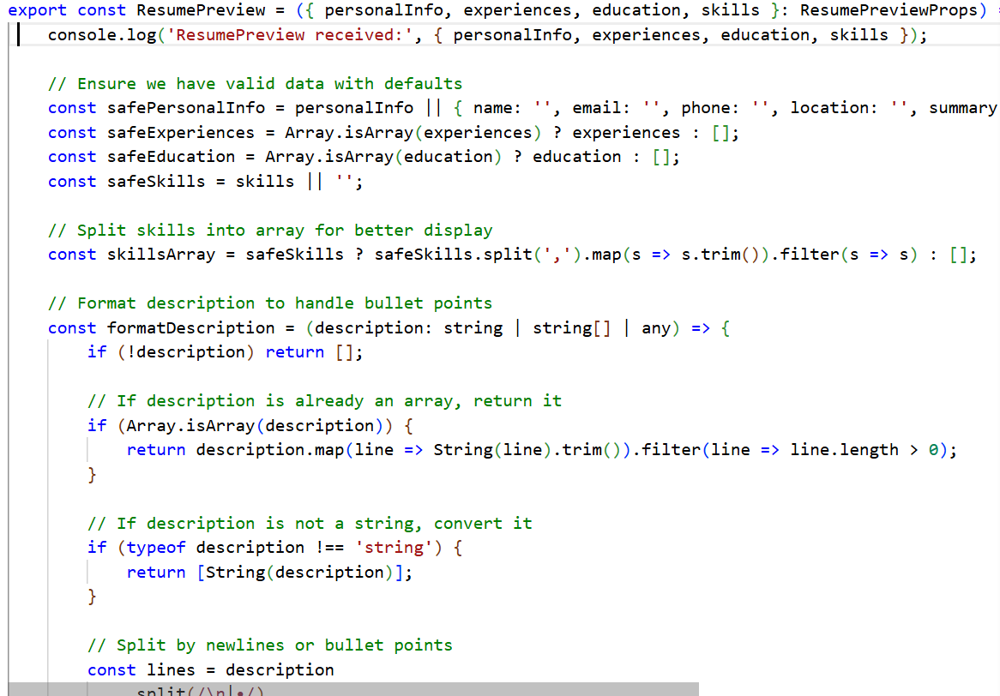 export const ResumePreview = ({ personalInfo, experiences, education, skills }: ResumePreviewProps)
console.log('ResumePreview received:', { personalInfo, experiences, education, skills });
// Ensure we have valid data with defaults
const safePersonalInfo = personalInfo || { name: '', email: '', phone: '', location: '', summary
const safeExperiences = Array.isArray(experiences) ? experiences : [];
const safeEducation = Array.isArray(education) ? education : [];
const safeSkills = skills || '';
// Split skills into array for better display
const skillsArray = safeSkills ? safeSkills.split(',').map(s => s.trim()).filter(s => s) : [];
// Format description to handle bullet points
const formatDescription = (description: string | string[] | any) => {
if (!description) return [];
// If description is already an array, return it
if (Array.isArray(description)) {
return description.map(line => String(line).trim()).filter(line => line.length > 0);
}
// If description is not a string, convert it
if (typeof description !== 'string') {
return [String(description)];
}
// Split by newlines or bullet points
const lines = description
split(/\n|•/)